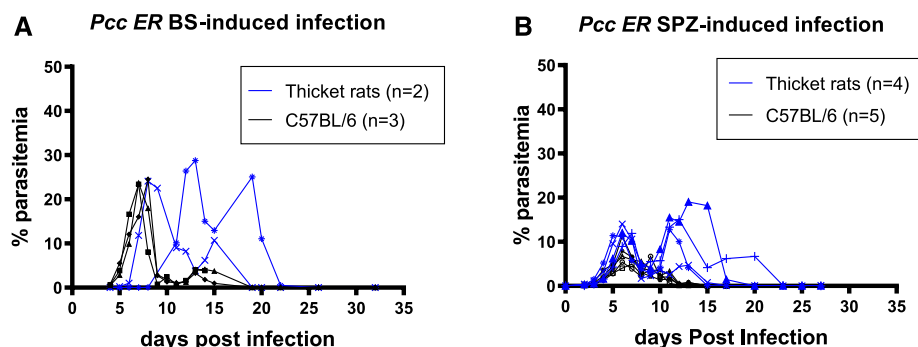 A
Pcc ER BS-induced infection
50
40
30
20
10
0
% parasitemia
Thicket rats (n=2)
C57BL/6 (n=3)
0 5 10 15 20 25 30 35
days post infection
B
Pcc ER SPZ-induced infection
50
40
30
20
10
0
% parasitemia
Thicket rats (n=4)
C57BL/6 (n=5)
0 5 10 15 20 25 30 35
days Post Infection